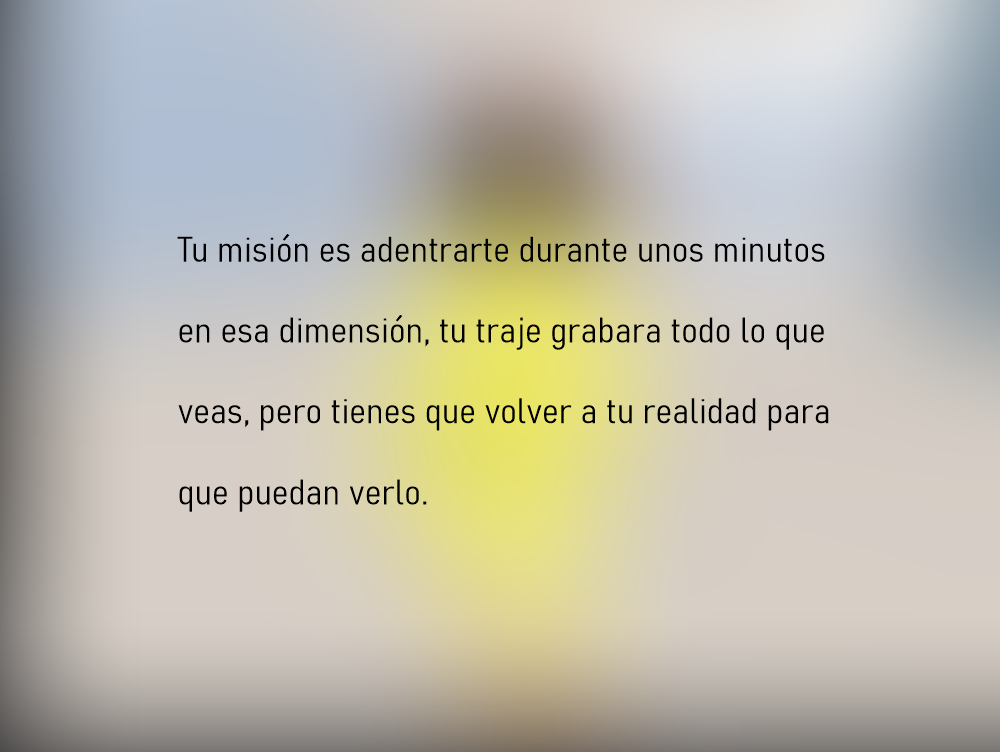 Tu misión es adentrarte durante unos minutos
en esa dimensión, tu traje grabara todo lo que
veas, pero tienes que volver a tu realidad para
que puedan verlo.